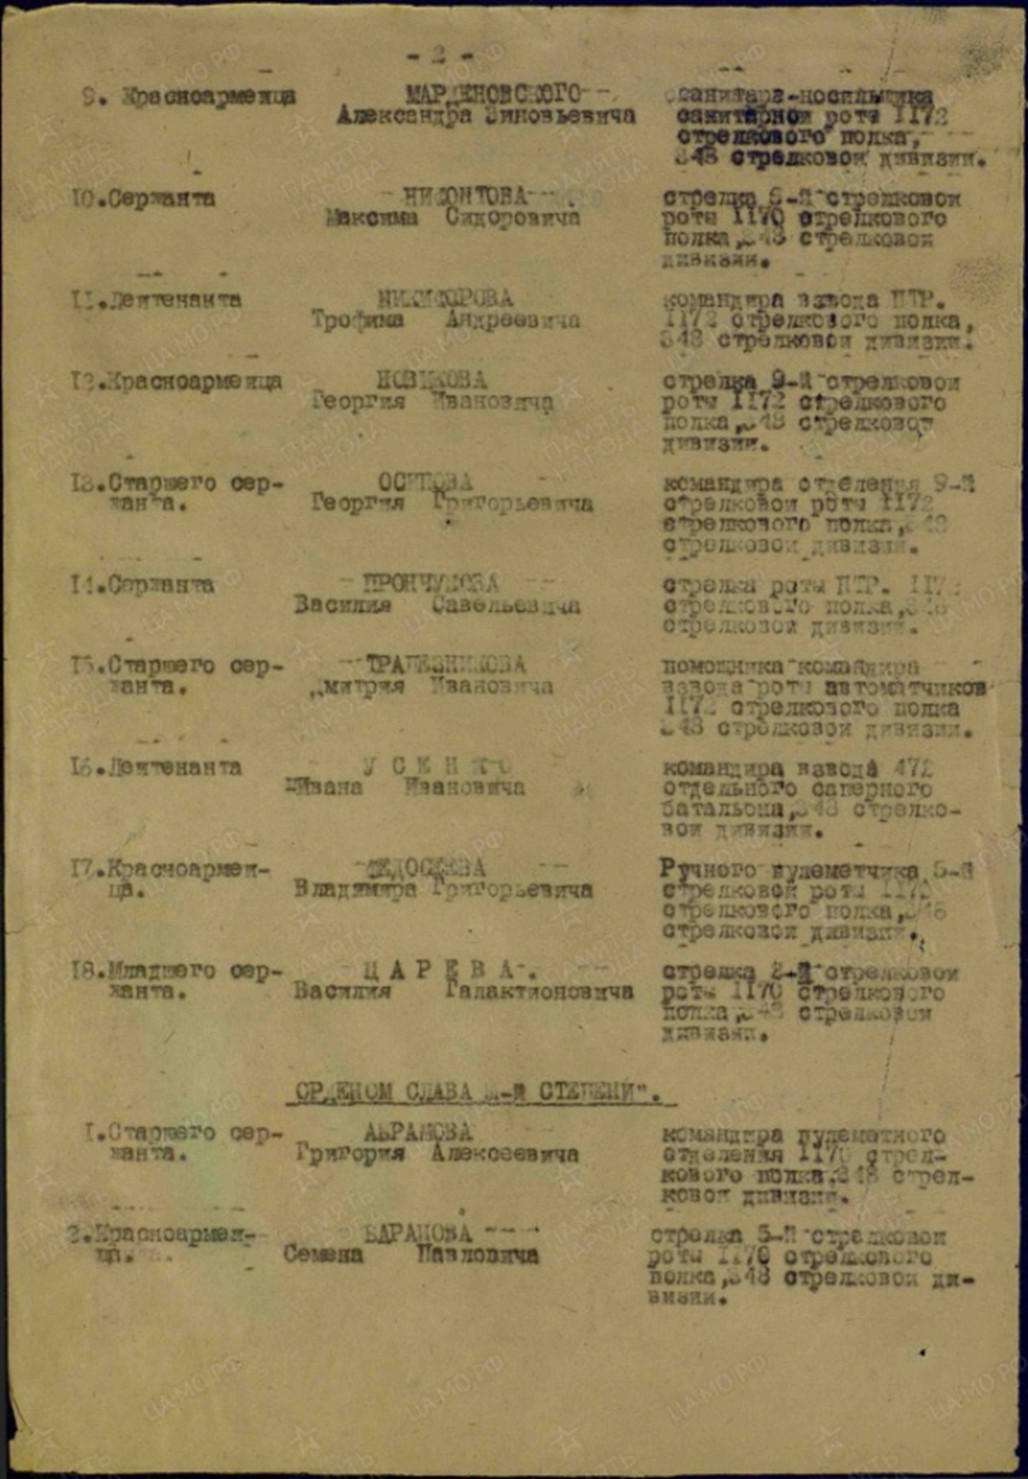 - 2 -
9. Красноармейца МАРДЕНОВСКОГО санитара-носильщика
Александра Зиновьевича санитарной роты 1172
стрелкового полка,
348 стрелковой дивизии.
10.Сержанта стрелка 6-й стрелковой
Максима Сидоровича роты 1170 стрелкового
полка,348 стрелковой
дивизии.
11.Лейтенанта НИКИФОРОВА командира взвода ПТР.
Трофима Андреевича 1172 стрелкового полка,
348 стрелковой дивизии.
12.Красноармейца НОВИКОВА стрелка 9-й стрелковой
Георгия Ивановича роты 1172 стрелкового
полка,348 стрелковой
дивизии.
13.Старшего сер- ОСИПОВА командира отделения 9-й
жанта. Георгия Григорьевича стрелковой роты 1172
стрелкового полка,348
стрелковой дивизии.
14.Сержанта ПРОНЧУКОВА стрелка роты ПТР. 1172
Василия Савельевича стрелкового полка,348
стрелковой дивизии.
15.Старшего сер- ТРАПЕЗНИКОВА помощника командира
жанта. Дмитрия Ивановича взвода роты автоматчиков
1172 стрелкового полка
348 стрелковой дивизии.
16.Лейтенанта У С Е Н К О командира взвода 472
Ивана Ивановича отдельного саперного
батальона,348 стрелко-
вой дивизии.
17.Красноармей- ФЕДОСЕЕВА Ручного пулеметчика 5-й
ца. Владимира Григорьевича стрелковой роты 1170
стрелкового полка,348
стрелковой дивизии.
18.Младшего сер- Ц А Р Е В А . стрелка 2-й стрелковой
жанта. Василия Галактионовича роты 1170 стрелкового
полка,348 стрелковой
дивизии.
ОРДЕНОМ СЛАВА Ш-й СТЕПЕНИ".
1.Старшего сер- АБРАМОВА командира пулеметного
жанта. Григория Алексеевича отделения 1170 стрел-
кового полка,348 стрел-
ковой дивизии.
2.Красноармей- БАРАНОВА стрелка 5-й стрелковой
ца. Семена Павловича роты 1170 стрелкового
полка,348 стрелковой ди-
визии.